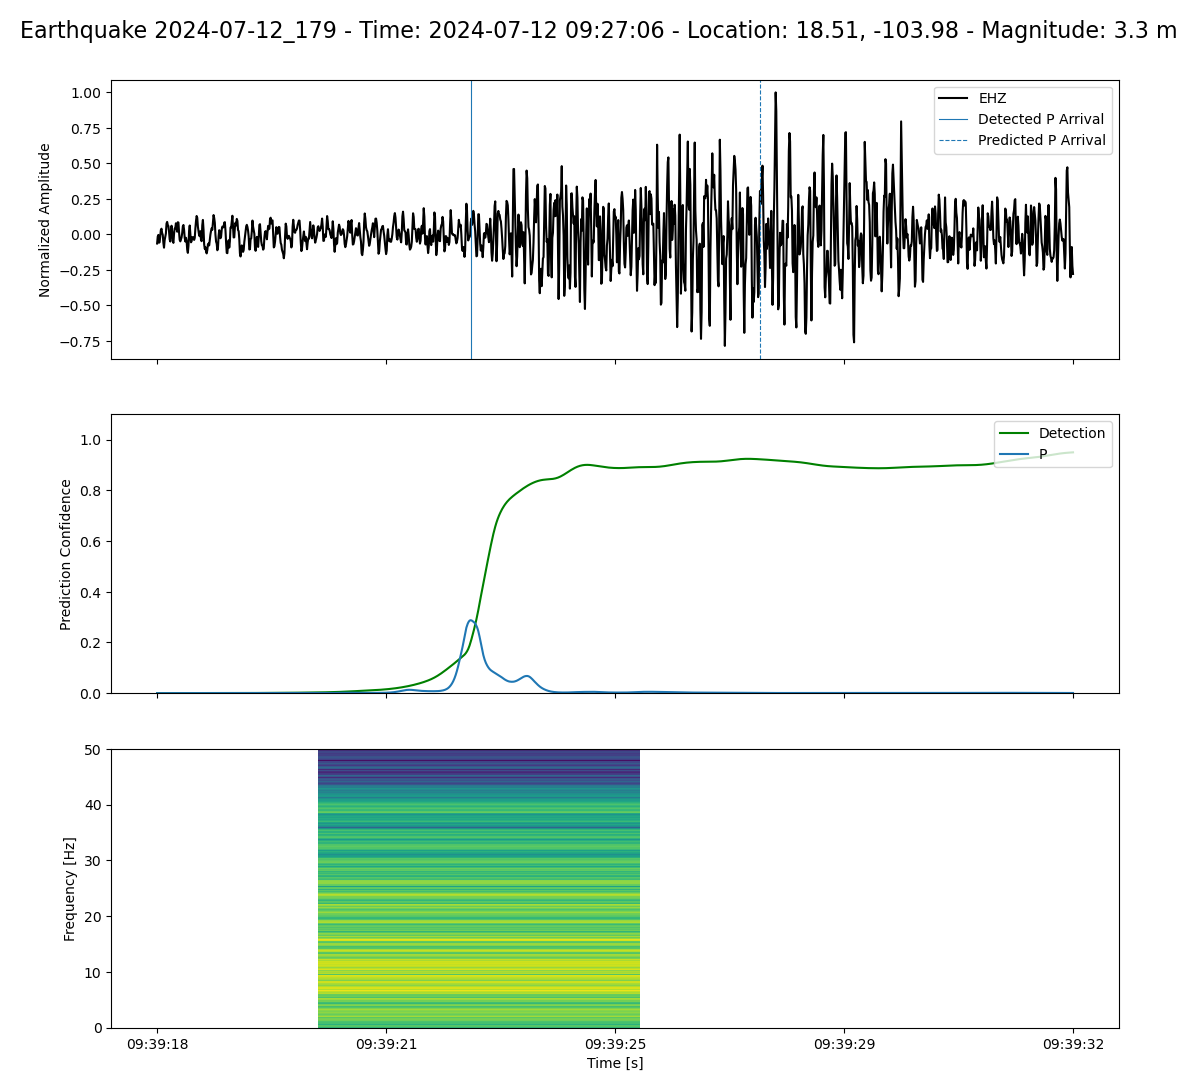 Earthquake 2024-07-12_179 - Time: 2024-07-12 09:27:06 - Location: 18.51, -103.98 - Magnitude: 3.3 m
1.00
0.75
0.50
0.25
0.00
−0.25
−0.50
−0.75
Normalized Amplitude
EHZ
Detected P Arrival
Predicted P Arrival
1.0
0.8
0.6
0.4
0.2
0.0
Prediction Confidence
Detection
P
50
40
30
20
10
0
Frequency [Hz]
09:39:18 09:39:21 09:39:25 09:39:29 09:39:32
Time [s]